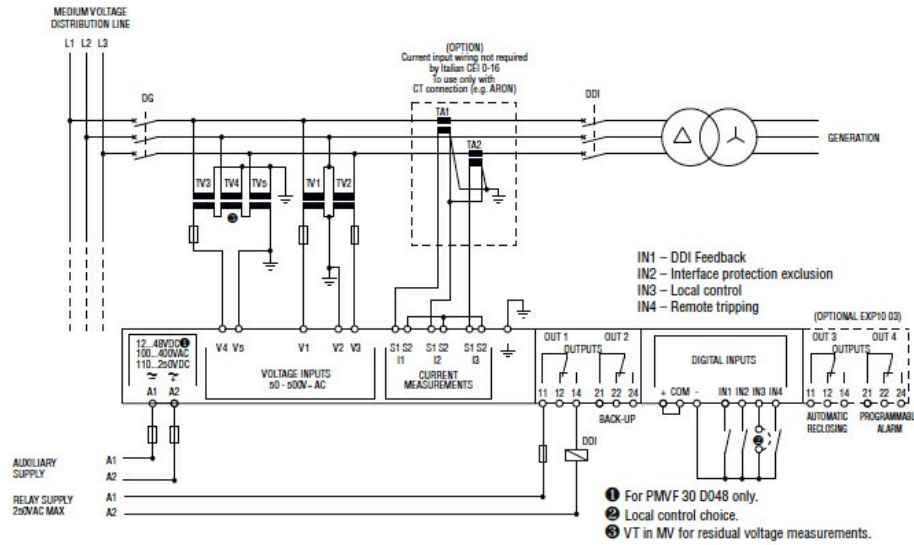 MEDIUM VOLTAGE
DISTRIBUTION LINE
L1 L2 L3
DG
(OPTION)
Current input wiring not required
by Italian CEI 0-16
To use only with
CT connection (e.g. ARON)
DDI
TA1
TA2
GENERATION
TV3 TV4 TV5 TV1 TV2
❸
IN1 – DDI Feedback
IN2 – Interface protection exclusion
IN3 – Local control
IN4 – Remote tripping
(OPTIONAL EXP10 03)
12...48VDC❶
100...400VAC
110...250VDC
A1 A2
V4 V5 V1 V2 V3
VOLTAGE INPUTS
50 - 500V~ AC
S1 S2 S1 S2 S1 S2
I1 I2 I3
CURRENT
MEASUREMENTS
OUT 1 OUT 2
OUTPUTS
11 12 14 21 22 24
BACK-UP
DIGITAL INPUTS
+ COM - IN1 IN2 IN3 IN4
❷
OUT 3 OUT 4
OUTPUTS
11 12 14 21 22 24
AUTOMATIC
RECLOSING
PROGRAMMABLE
ALARM
DDI
AUXILIARY
SUPPLY
A1
A2
RELAY SUPPLY
250VAC MAX
A1
A2
❶ For PMVF 30 D048 only.
❷ Local control choice.
❸ VT in MV for residual voltage measurements.